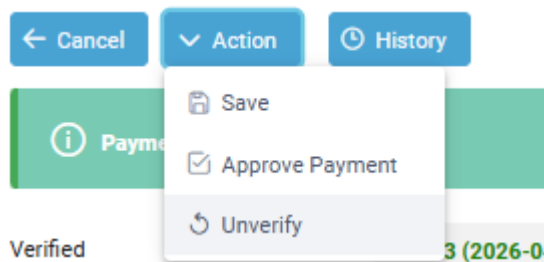 Cancel
Action
History
Save
Approve Payment
Unverify
Verified